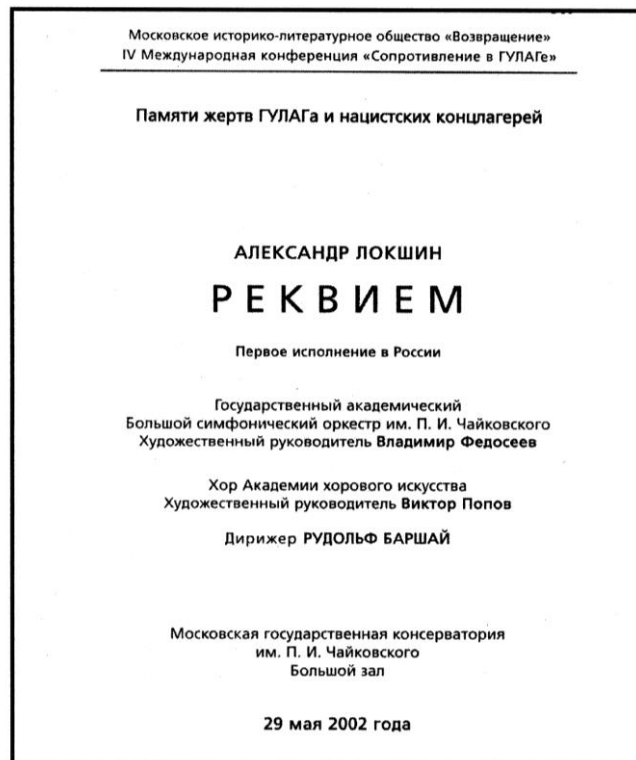 Московское историко-литературное общество «Возвращение»
IV Международная конференция «Сопротивление в ГУЛАГе»
Памяти жертв ГУЛАГа и нацистских концлагерей
АЛЕКСАНДР ЛОКШИН
РЕКВИЕМ
Первое исполнение в России
Государственный академический
Большой симфонический оркестр им. П. И. Чайковского
Художественный руководитель Владимир Федосеев
Хор Академии хорового искусства
Художественный руководитель Виктор Попов
Дирижер РУДОЛЬФ БАРШАЙ
Московская государственная консерватория
им. П. И. Чайковского
Большой зал
29 мая 2002 года